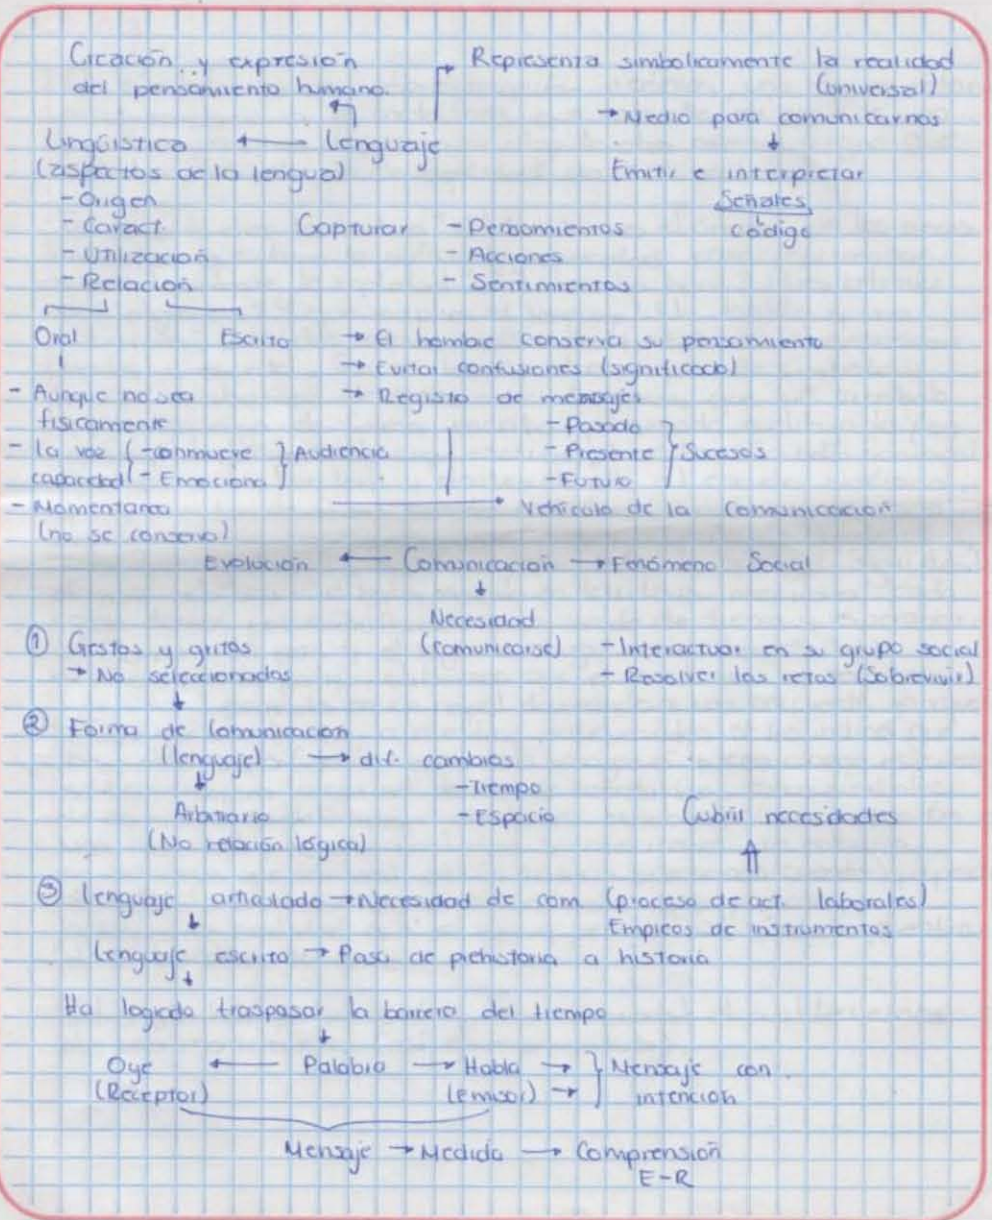 Creación y expresión → Representa simbolicamente la realidad
del pensamiento humano. (universal)
→ Medio para comunicarnos
Lingüistica ← Lenguaje ↓
(aspectos de la lengua) Emitir e interpretar
- Origen Señales
- Caract. Capturar - Pensamientos código
- Utilización - Acciones
- Relación - Sentimientos
Oral Escrito → El hombre conserva su pensamiento
→ Evitar confusiones (significado)
- Aunque no sea → Registro de mensajes
fisicamente - Pasado
- La voz { - conmueve } Audiencia - Presente } Sucesos
capacidad - Emociona - Futuro
- Momentanea → Vehículo de la comunicación
(no se conserva)
Evolución ← Comunicación → Fenómeno Social
↓
Necesidad
① Gestos y gritos (comunicarse) - Interactuar en su grupo social
→ No seleccionados - Resolver los retos (Sobrevivir)
↓
② Forma de comunicación
(lenguaje) → dif. cambios
↓ - Tiempo
Arbitrario - Espacio Cubrir necesidades
(No relación lógica) ⇑
③ Lenguaje articulado → Necesidad de com (proceso de act. laborales)
↓ Empleos de instrumentos
Lenguaje escrito → Paso de prehistoria a historia
↓
Ha logrado traspasar la barrera del tiempo
↓
Oye ← Palabra → Habla → } Mensaje con
(Receptor) (emisor) → intención
Mensaje → Medida → Comprensión
E-R